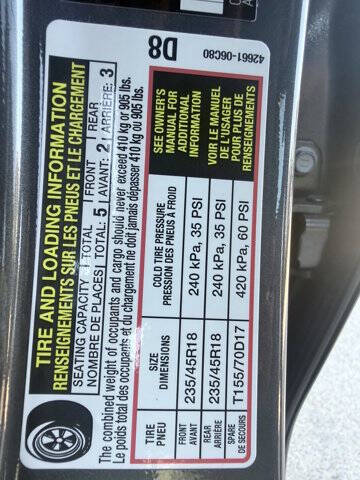 TIRE AND LOADING INFORMATION
RENSEIGNEMENTS SUR LES PNEUS ET LE CHARGEMENT
SEATING CAPACITY TOTAL FRONT REAR
NOMBRE DE PLACES TOTAL: 5 AVANT: 2 ARRIÈRE: 3
The combined weight of occupants and cargo should never exceed 410 kg or 905 lbs.
Le poids total des occupants et du chargement ne doit jamais dépasser 410 kg ou 905 lbs.
TIRE
PNEU
SIZE
DIMENSIONS
COLD TIRE PRESSURE
PRESSION DES PNEUS À FROID
FRONT
AVANT
235/45R18
240 kPa, 35 PSI
REAR
ARRIÈRE
235/45R18
240 kPa, 35 PSI
SPARE
DE SECOURS
T155/70D17
420 kPa, 60 PSI
SEE OWNER'S
MANUAL FOR
ADDITIONAL
INFORMATION
VOIR LE MANUEL
DE L'USAGER
POUR PLUS DE
RENSEIGNEMENTS
D8
42661-06C80